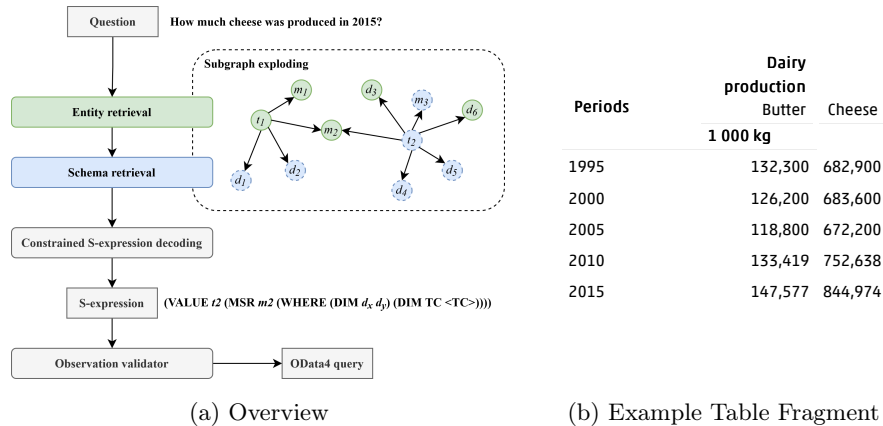 Question
How much cheese was produced in 2015?
Subgraph exploding
m1
d3
m3
d6
t1
m2
t2
d1
d2
d4
d5
Entity retrieval
Schema retrieval
Constrained S-expression decoding
S-expression
(VALUE t2 (MSR m2 (WHERE (DIM dx dy) (DIM TC <TC>))))
Observation validator
OData4 query
(a) Overview
Dairy
production
Periods Butter Cheese
1 000 kg
1995 132,300 682,900
2000 126,200 683,600
2005 118,800 672,200
2010 133,419 752,638
2015 147,577 844,974
(b) Example Table Fragment